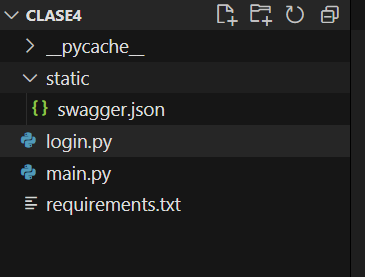 CLASE4
__pycache__
static
{} swagger.json
login.py
main.py
requirements.txt